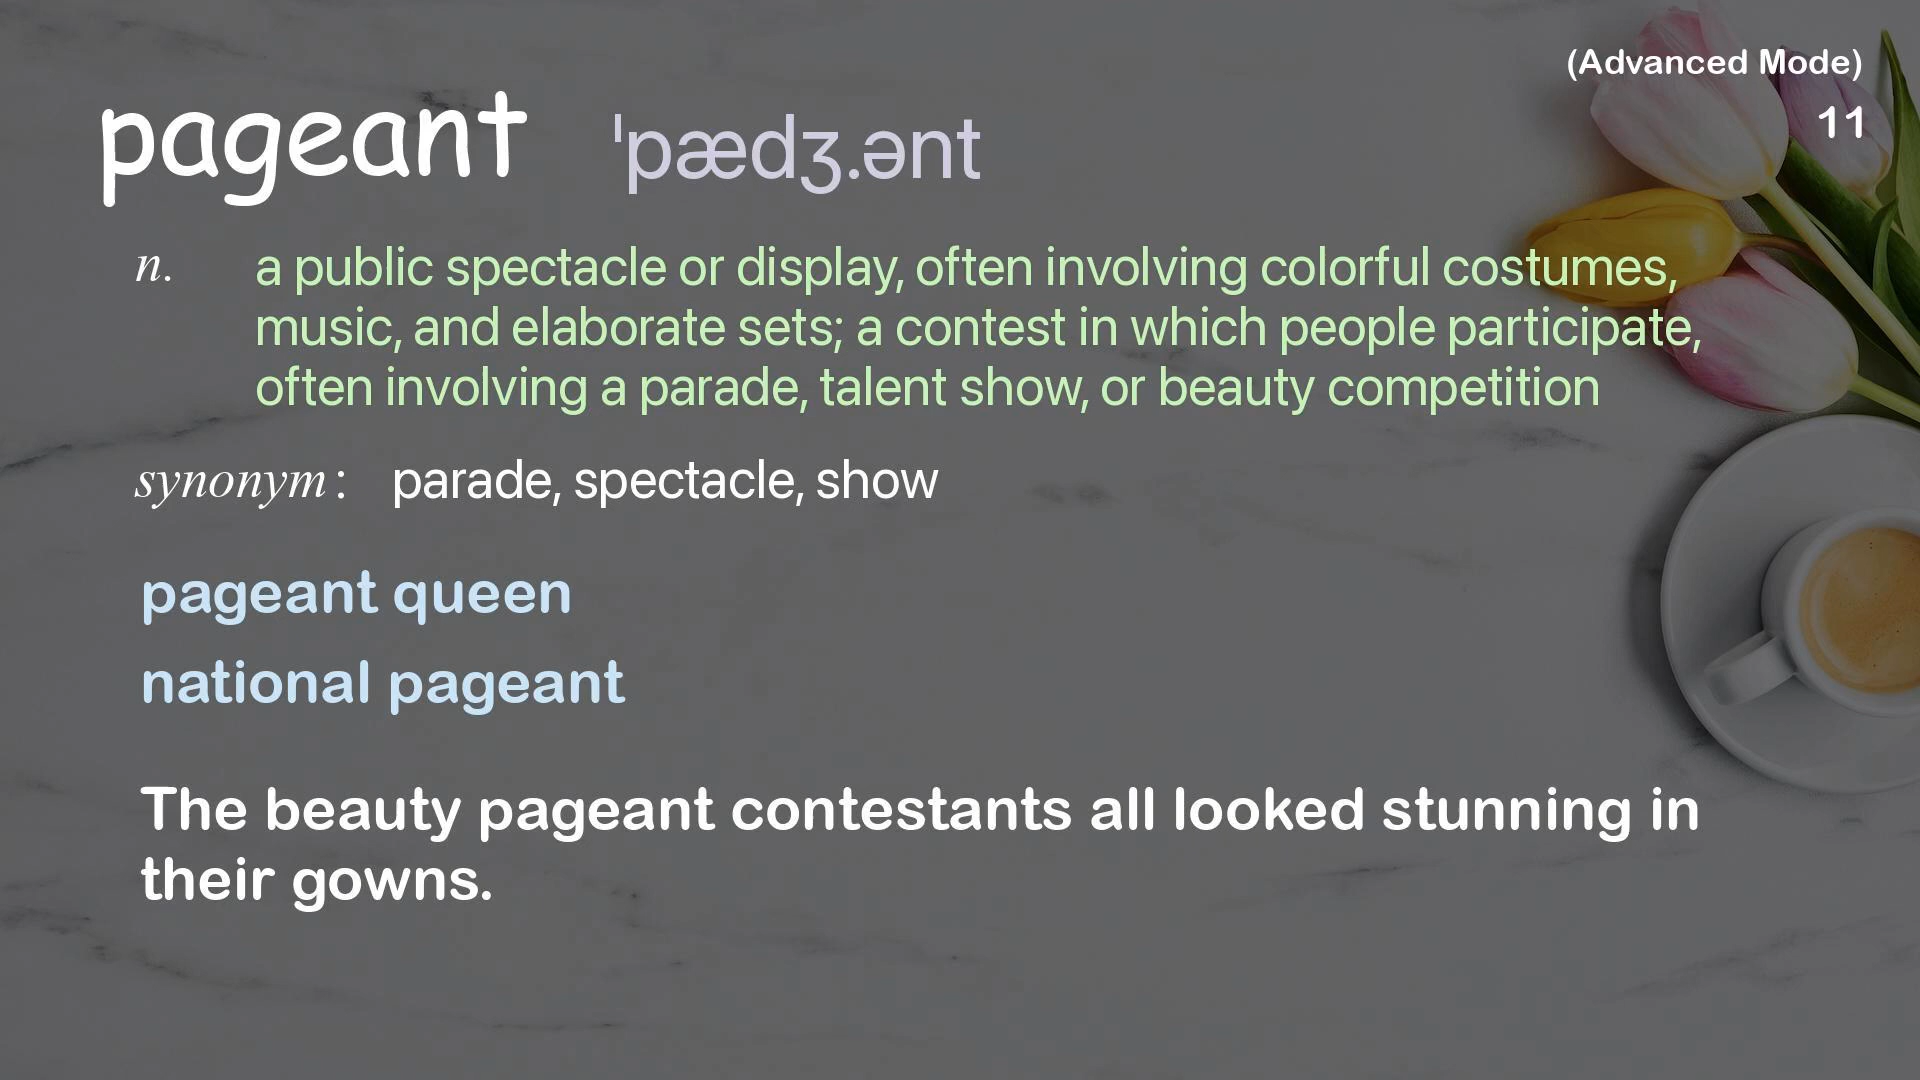 (Advanced Mode)
pageant ˈpædʒ.ənt
11
n. a public spectacle or display, often involving colorful costumes,
music, and elaborate sets; a contest in which people participate,
often involving a parade, talent show, or beauty competition
synonym: parade, spectacle, show
pageant queen
national pageant
The beauty pageant contestants all looked stunning in
their gowns.